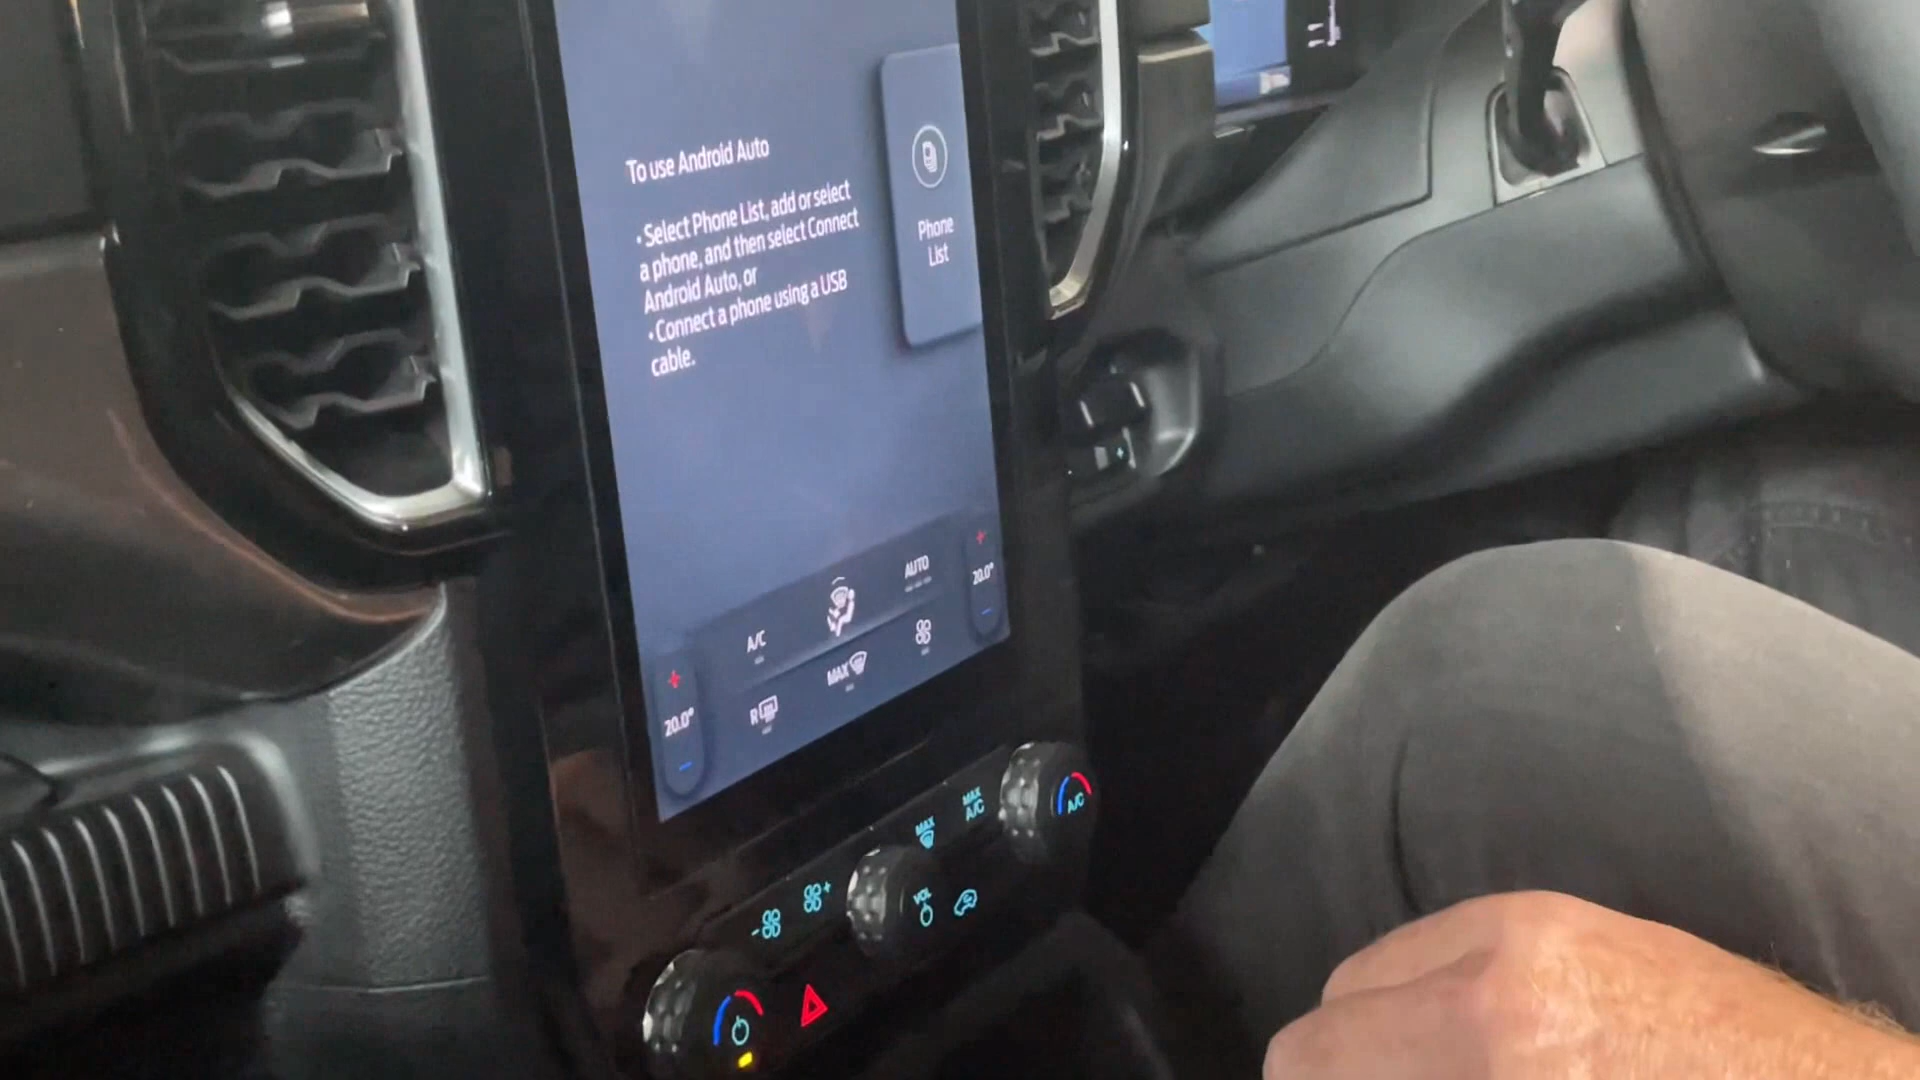 To use Android Auto
• Select Phone List, add or select
a phone, and then select Connect
Android Auto, or
• Connect a phone using a USB
cable.
Phone
List
A/C
AUTO
+
20.0°
−
+
20.0°
−
R
MAX
MAX
A/C
MAX
A/C
- +
VOL